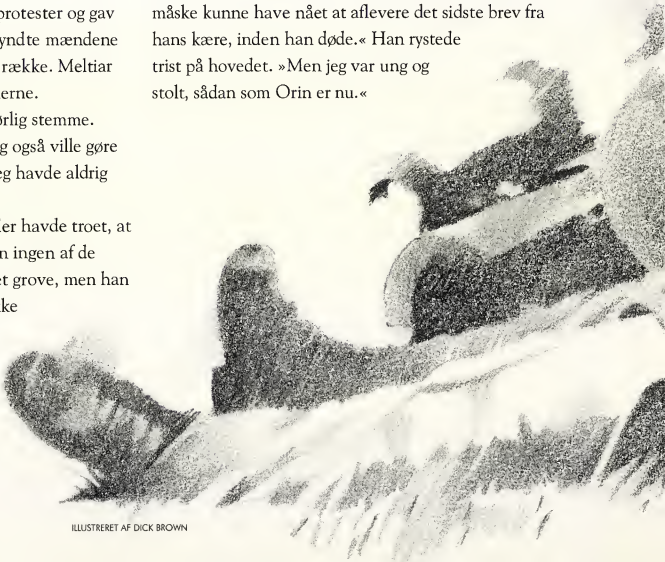 protester og gav
yndte mændene
række. Meltiar
erne.
ørlig stemme.
g også ville gøre
eg havde aldrig
er havde troet, at
n ingen af de
et grove, men han
ke
måske kunne have nået at aflevere det sidste brev fra
hans kære, inden han døde.« Han rystede
trist på hovedet. »Men jeg var ung og
stolt, sådan som Orin er nu.«
ILLUSTRERET AF DICK BROWN